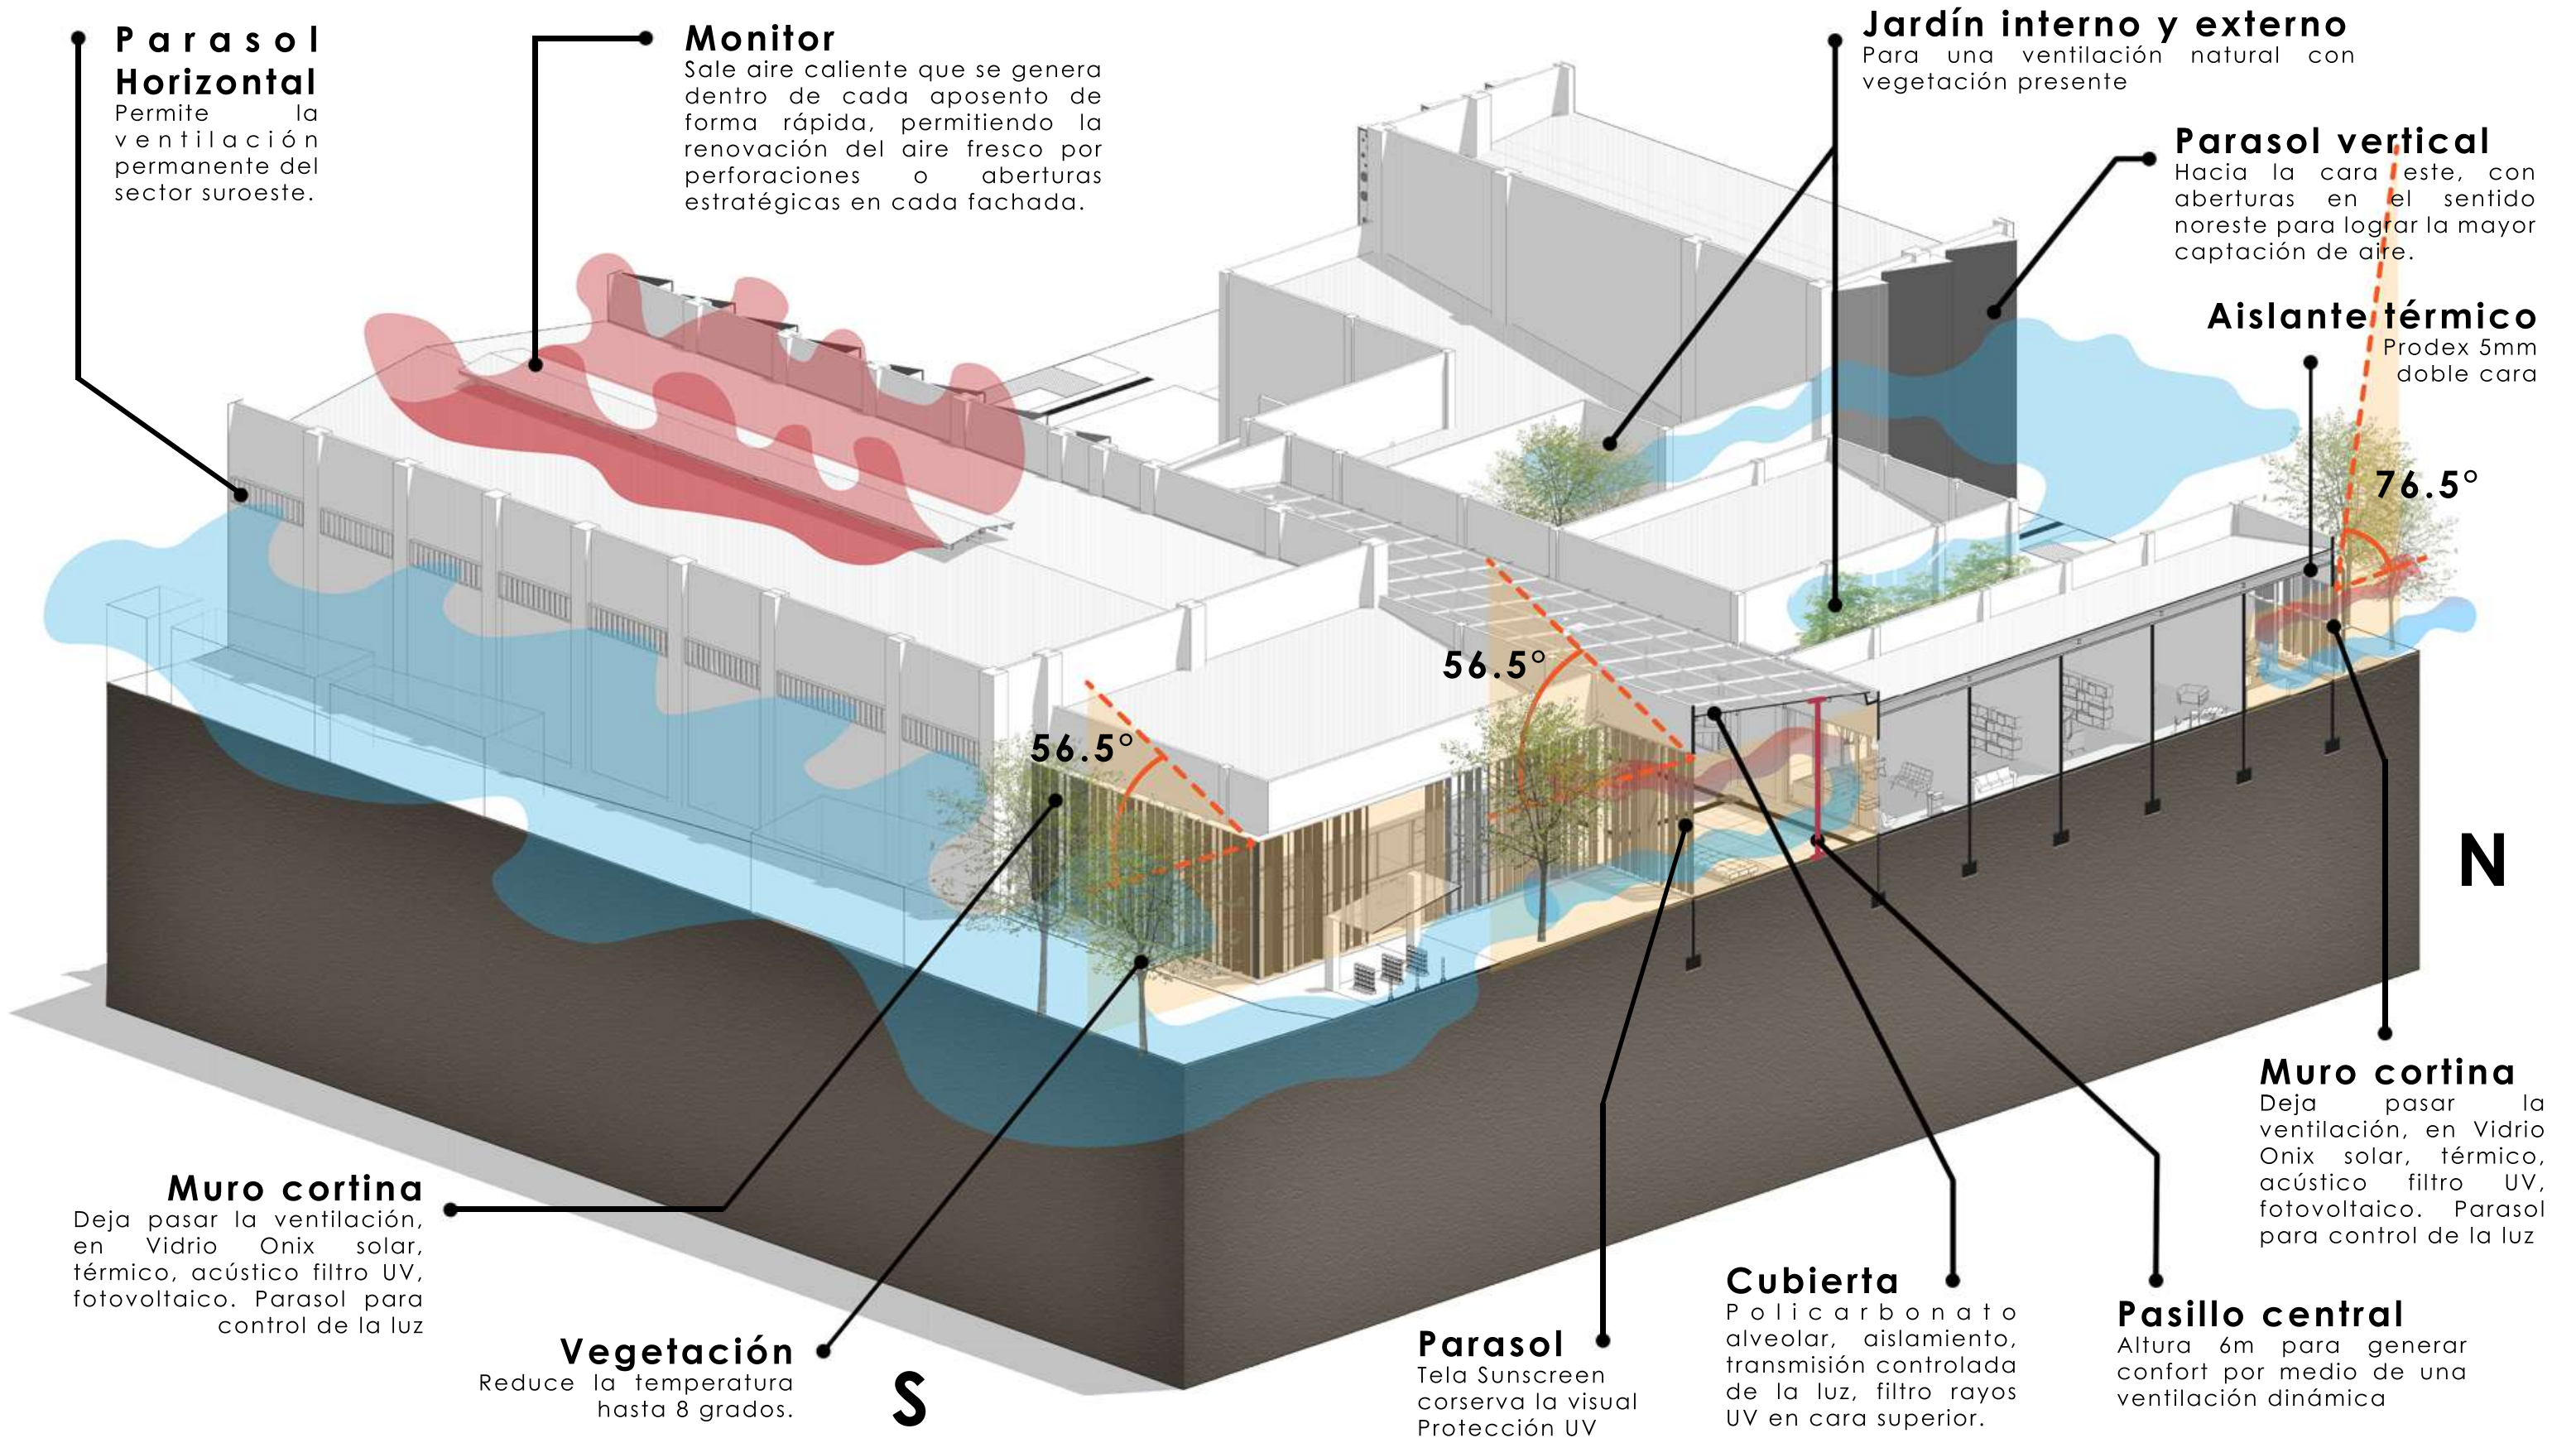 Parasol
Horizontal
Permite la
ventilación
permanente del
sector suroeste.
Monitor
Sale aire caliente que se genera
dentro de cada aposento de
forma rápida, permitiendo la
renovación del aire fresco por
perforaciones o aberturas
estratégicas en cada fachada.
Jardín interno y externo
Para una ventilación natural con
vegetación presente
Parasol vertical
Hacia la cara este, con
aberturas en el sentido
noreste para lograr la mayor
captación de aire.
Aislante térmico
Prodex 5mm
doble cara
76.5°
56.5°
56.5°
N
Muro cortina
Deja pasar la
ventilación, en Vidrio
Onix solar, térmico,
acústico filtro UV,
fotovoltaico. Parasol
para control de la luz
Muro cortina
Deja pasar la ventilación,
en Vidrio Onix solar,
térmico, acústico filtro UV,
fotovoltaico. Parasol para
control de la luz
Vegetación
Reduce la temperatura
hasta 8 grados.
S
Parasol
Tela Sunscreen
corserva la visual
Protección UV
Cubierta
Policarbonato
alveolar, aislamiento,
transmisión controlada
de la luz, filtro rayos
UV en cara superior.
Pasillo central
Altura 6m para generar
confort por medio de una
ventilación dinámica